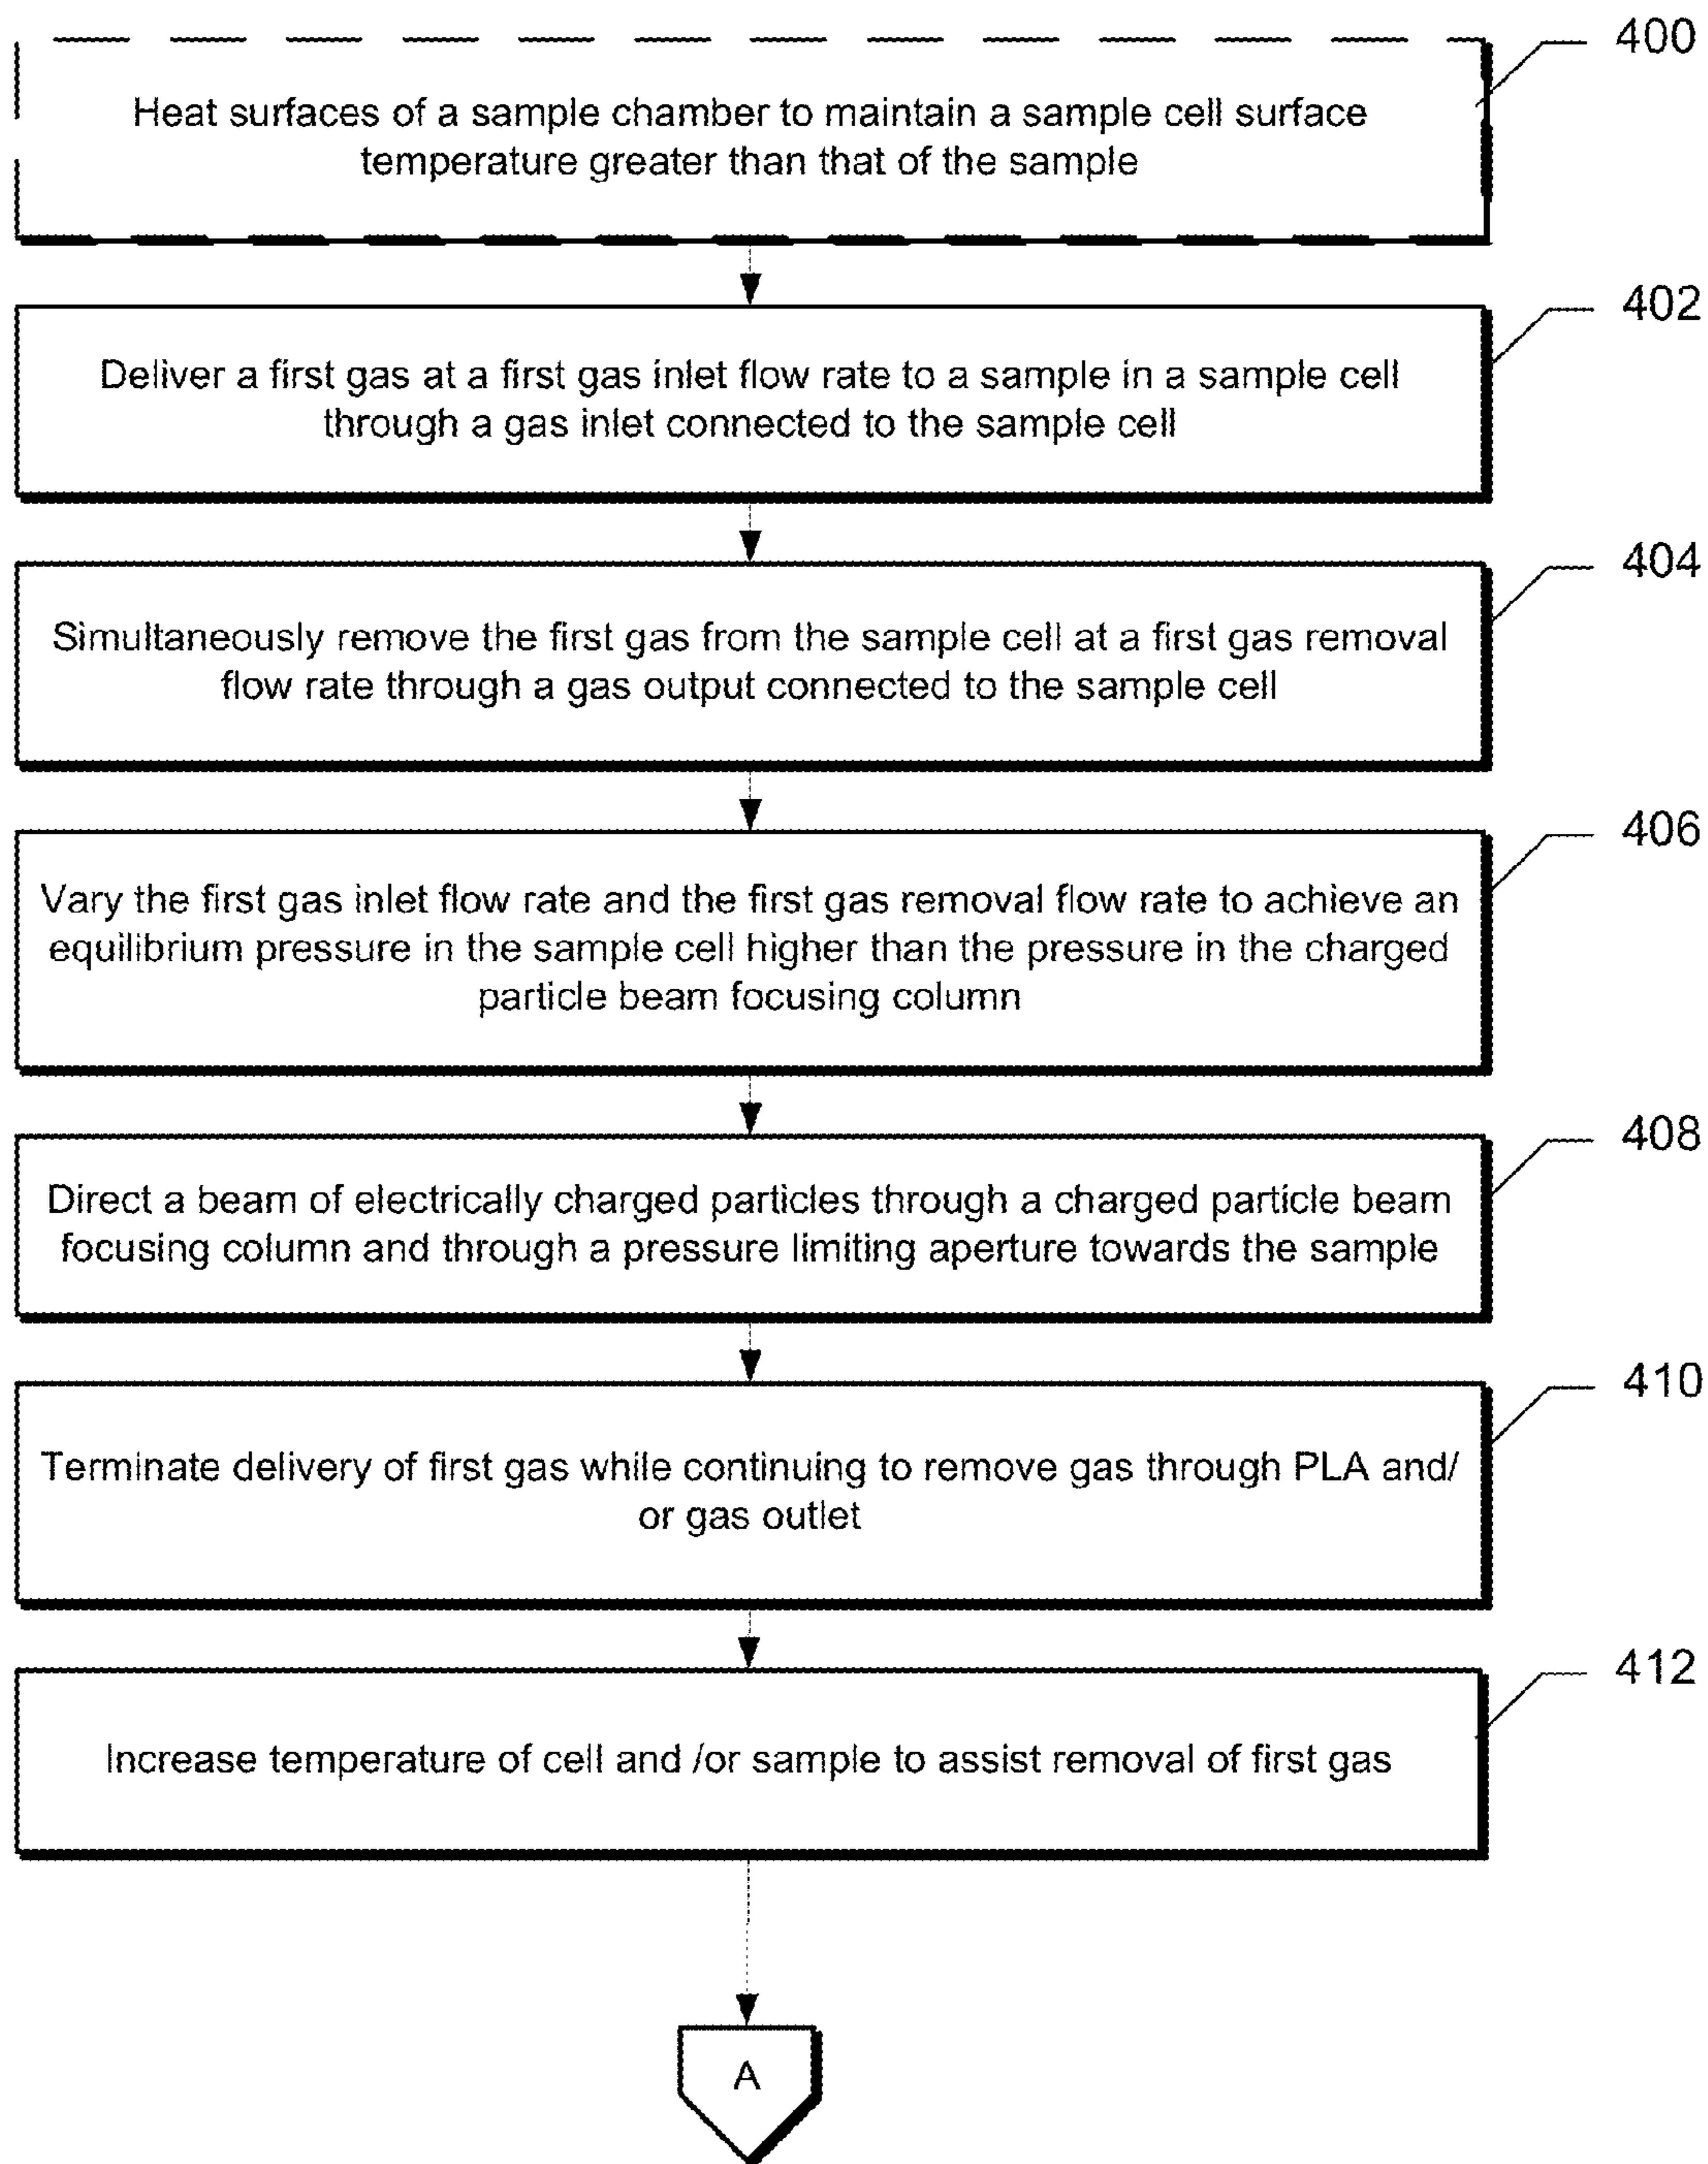 400
Heat surfaces of a sample chamber to maintain a sample cell surface
temperature greater than that of the sample
402
Deliver a first gas at a first gas inlet flow rate to a sample in a sample cell
through a gas inlet connected to the sample cell
404
Simultaneously remove the first gas from the sample cell at a first gas removal
flow rate through a gas output connected to the sample cell
406
Vary the first gas inlet flow rate and the first gas removal flow rate to achieve an
equilibrium pressure in the sample cell higher than the pressure in the charged
particle beam focusing column
408
Direct a beam of electrically charged particles through a charged particle beam
focusing column and through a pressure limiting aperture towards the sample
410
Terminate delivery of first gas while continuing to remove gas through PLA and/
or gas outlet
412
Increase temperature of cell and /or sample to assist removal of first gas
A